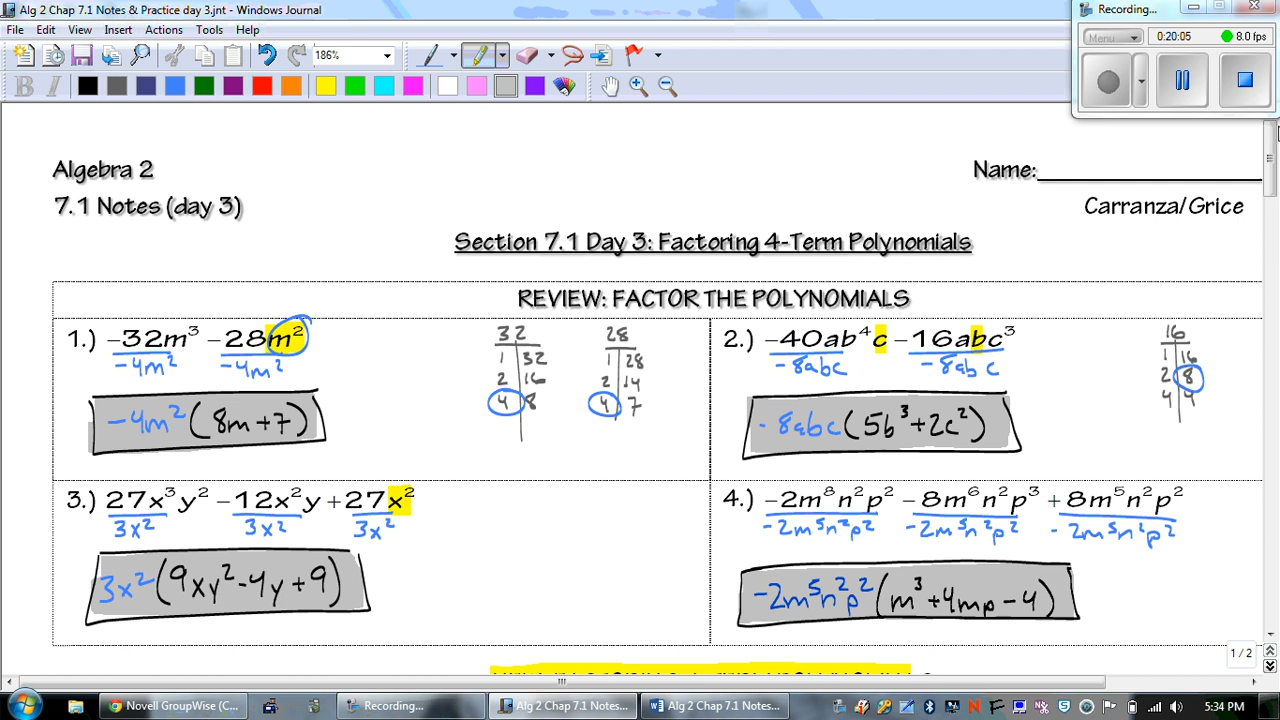 Alg 2 Chap 7.1 Notes & Practice day 3.jnt - Windows Journal
Recording...
File Edit View Insert Actions Tools Help
Menu
0:20:05
8.0 fps
186%
B I
Algebra 2
Name:
7.1 Notes (day 3)
Carranza/Grice
Section 7.1 Day 3: Factoring 4-Term Polynomials
REVIEW: FACTOR THE POLYNOMIALS
1.) −32m³ −28m²
−4m² −4m²
−4m²(8m+7)
32
1 32
2 16
4 8
28
1 28
2 14
4 7
2.) −40ab⁴c −16abc³
−8abc −8abc
-8abc(5b³+2c²)
16
1 16
2 8
4 4
3.) 27x³y² −12x²y +27x²
3x² 3x² 3x²
3x²(9xy²-4y+9)
4.) −2m⁸n²p² −8m⁶n²p³ +8m⁵n²p²
-2m⁵n²p² -2m⁵n²p² -2m⁵n²p²
-2m⁵n²p²(m³+4mp-4)
1 / 2
Novell GroupWise (C...
Recording...
Alg 2 Chap 7.1 Notes...
Alg 2 Chap 7.1 Notes...
5:34 PM